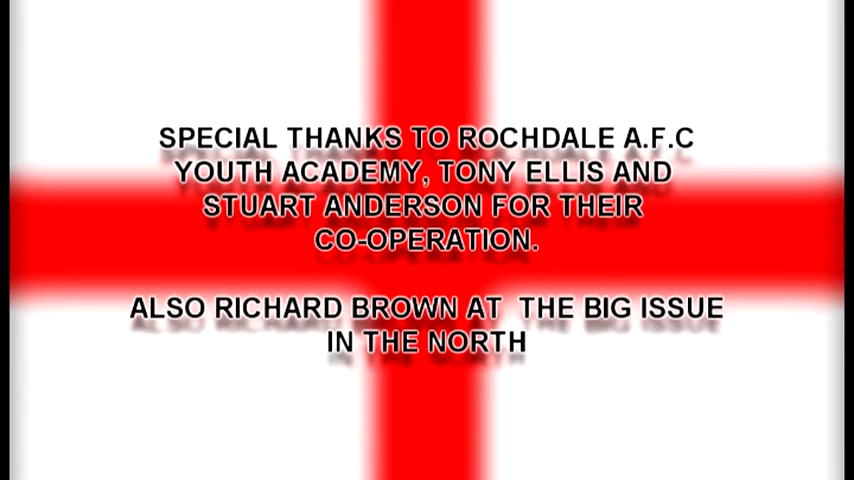 SPECIAL THANKS TO ROCHDALE A.F.C
YOUTH ACADEMY, TONY ELLIS AND
STUART ANDERSON FOR THEIR
CO-OPERATION.
ALSO RICHARD BROWN AT  THE BIG ISSUE
IN THE NORTH